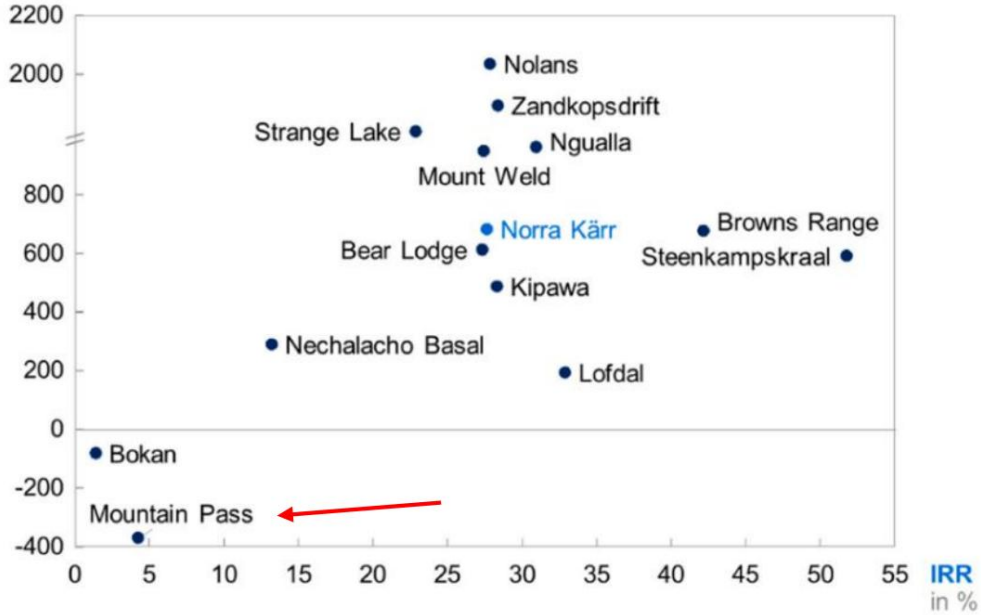 2200
Nolans
2000
Zandkopsdrift
Strange Lake
Ngualla
Mount Weld
800
Browns Range
Norra Kärr
600
Bear Lodge
Steenkampskraal
Kipawa
400
Nechalacho Basal
200
Lofdal
0
Bokan
-200
Mountain Pass
-400
0 5 10 15 20 25 30 35 40 45 50 55 IRR
in %